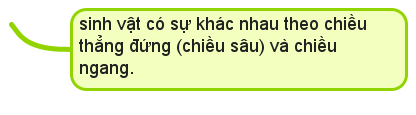 sinh vật có sự khác nhau theo chiều
thẳng đứng (chiều sâu) và chiều
ngang.